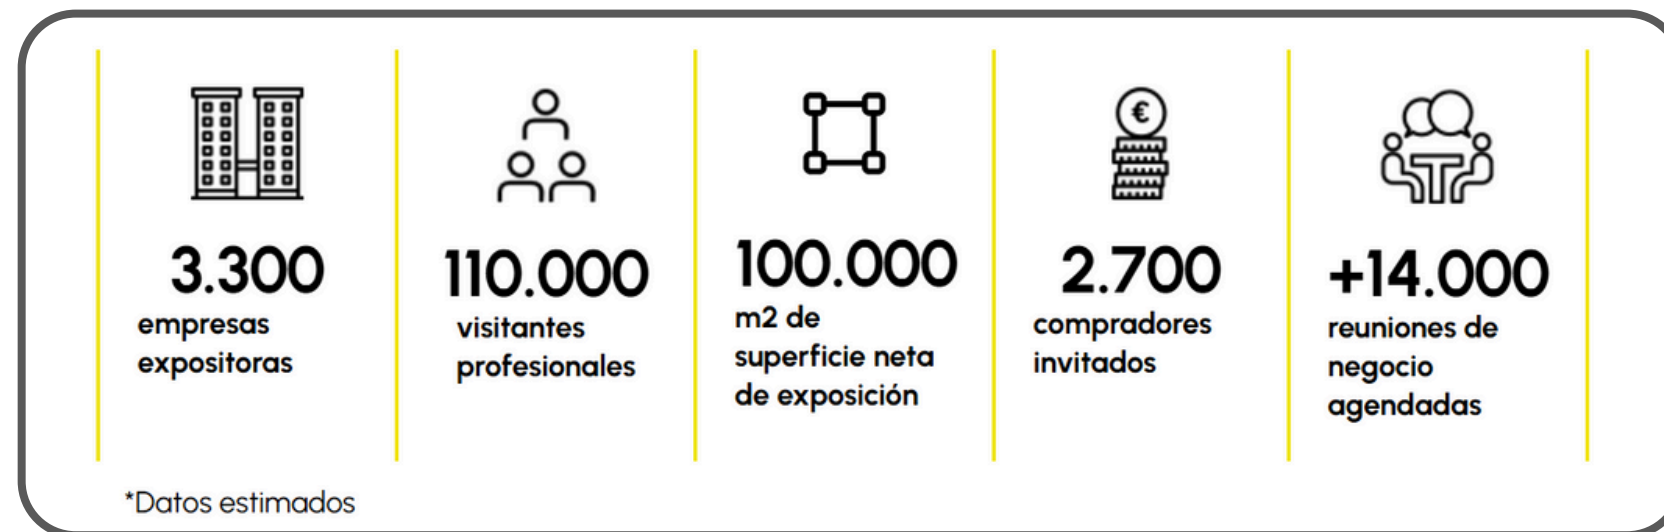 3.300
empresas
expositoras
110.000
visitantes
profesionales
100.000
m2 de
superficie neta
de exposición
€
2.700
compradores
invitados
+14.000
reuniones de
negocio
agendadas
*Datos estimados